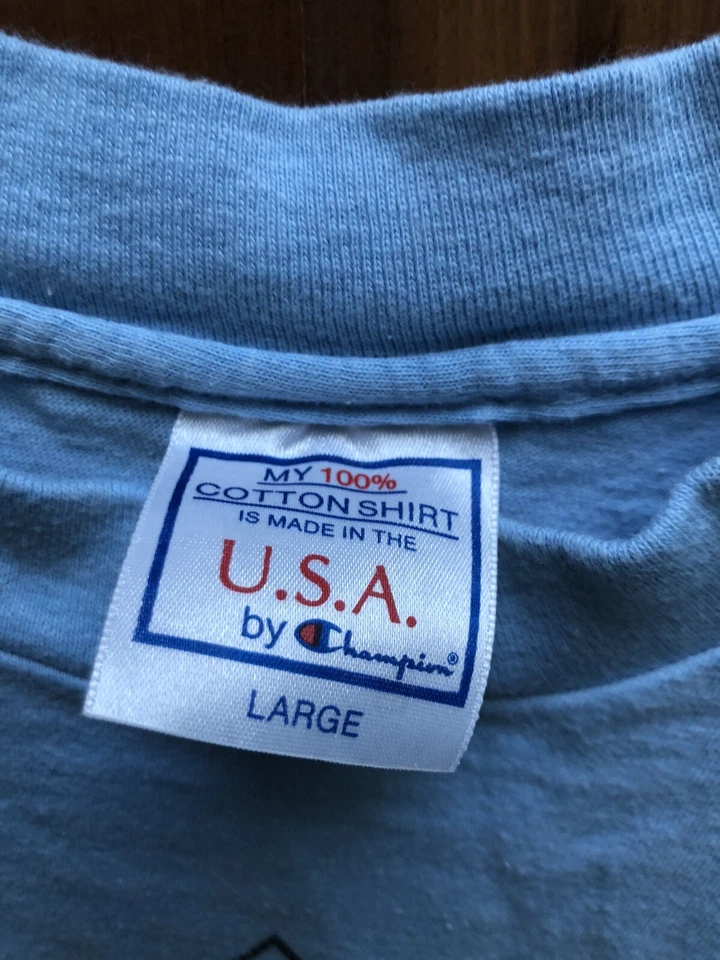 MY 100%
COTTON SHIRT
IS MADE IN THE
U.S.A.
by Champion®
LARGE